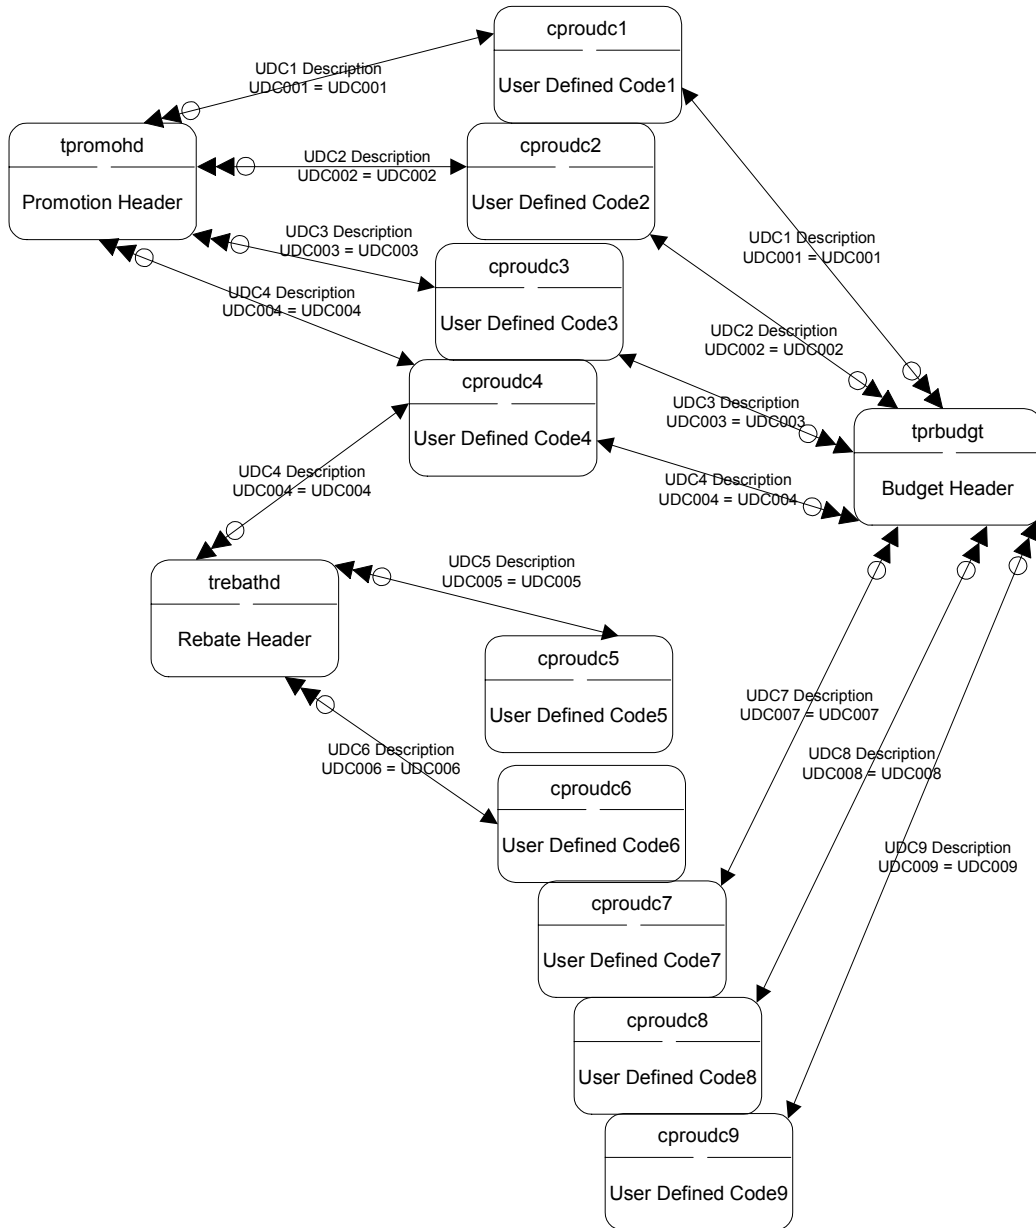 cproudc1
User Defined Code1
UDC1 Description
UDC001 = UDC001
tpromohd
Promotion Header
cproudc2
User Defined Code2
UDC2 Description
UDC002 = UDC002
UDC3 Description
UDC003 = UDC003
cproudc3
User Defined Code3
UDC1 Description
UDC001 = UDC001
UDC4 Description
UDC004 = UDC004
UDC2 Description
UDC002 = UDC002
cproudc4
User Defined Code4
UDC3 Description
UDC003 = UDC003
tprbudgt
Budget Header
UDC4 Description
UDC004 = UDC004
UDC4 Description
UDC004 = UDC004
trebathd
Rebate Header
UDC5 Description
UDC005 = UDC005
cproudc5
User Defined Code5
UDC7 Description
UDC007 = UDC007
UDC6 Description
UDC006 = UDC006
UDC8 Description
UDC008 = UDC008
cproudc6
User Defined Code6
UDC9 Description
UDC009 = UDC009
cproudc7
User Defined Code7
cproudc8
User Defined Code8
cproudc9
User Defined Code9